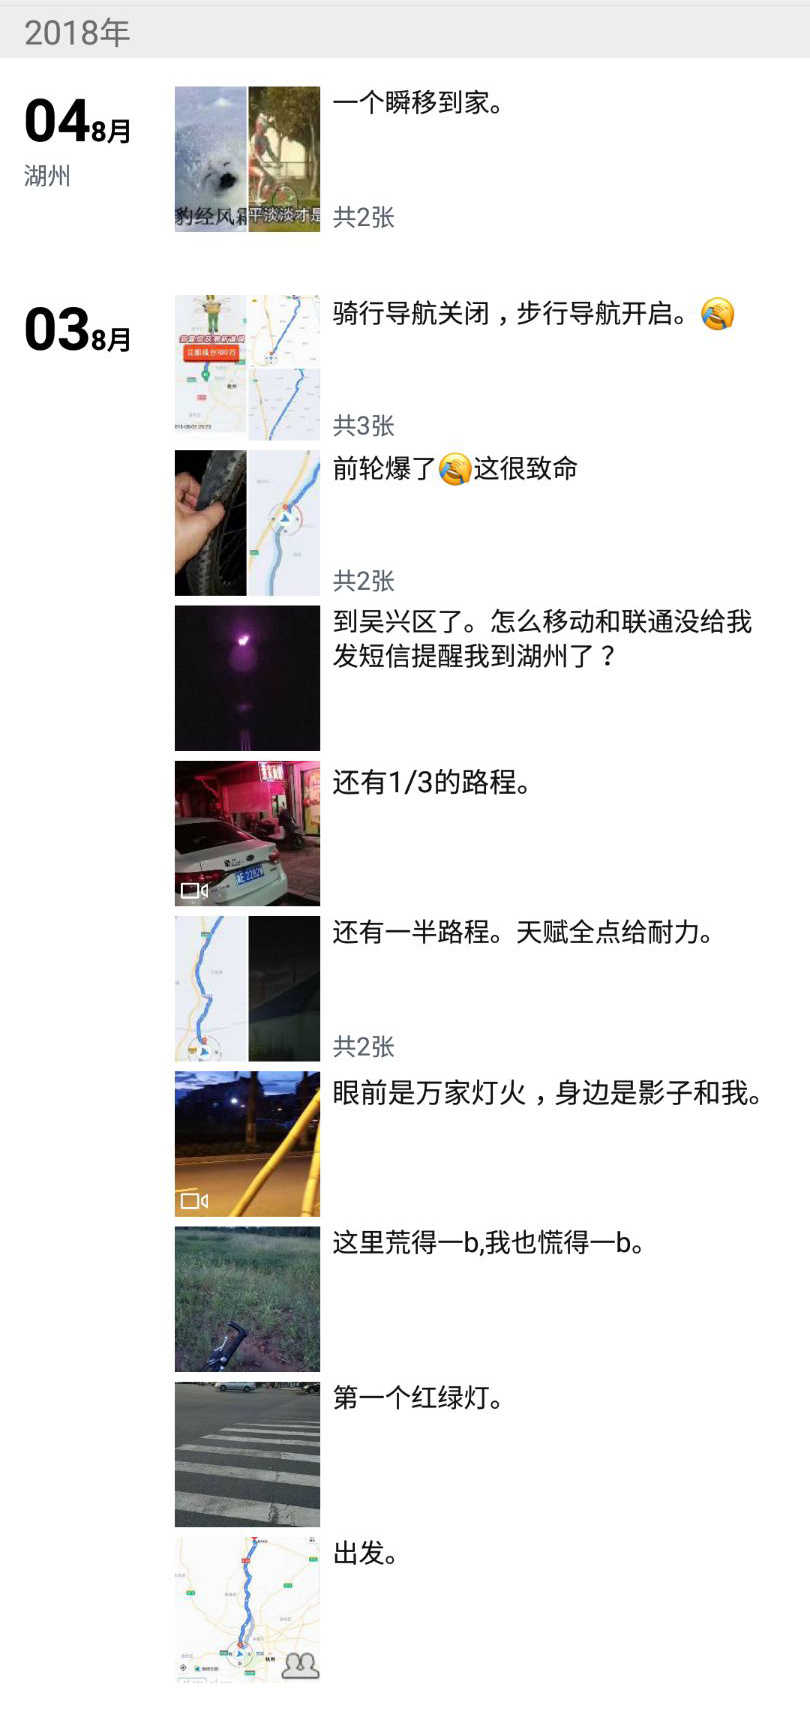 2018年
04 8月
湖州
豹经风霜
平淡淡才是
一个瞬移到家。
共2张
03 8月
骑行导航关闭，步行导航开启。🤦
共3张
前轮爆了🤦这很致命
共2张
到吴兴区了。怎么移动和联通没给我
发短信提醒我到湖州了？
还有1/3的路程。
还有一半路程。天赋全点给耐力。
共2张
眼前是万家灯火，身边是影子和我。
这里荒得一b,我也慌得一b。
第一个红绿灯。
出发。
杭州